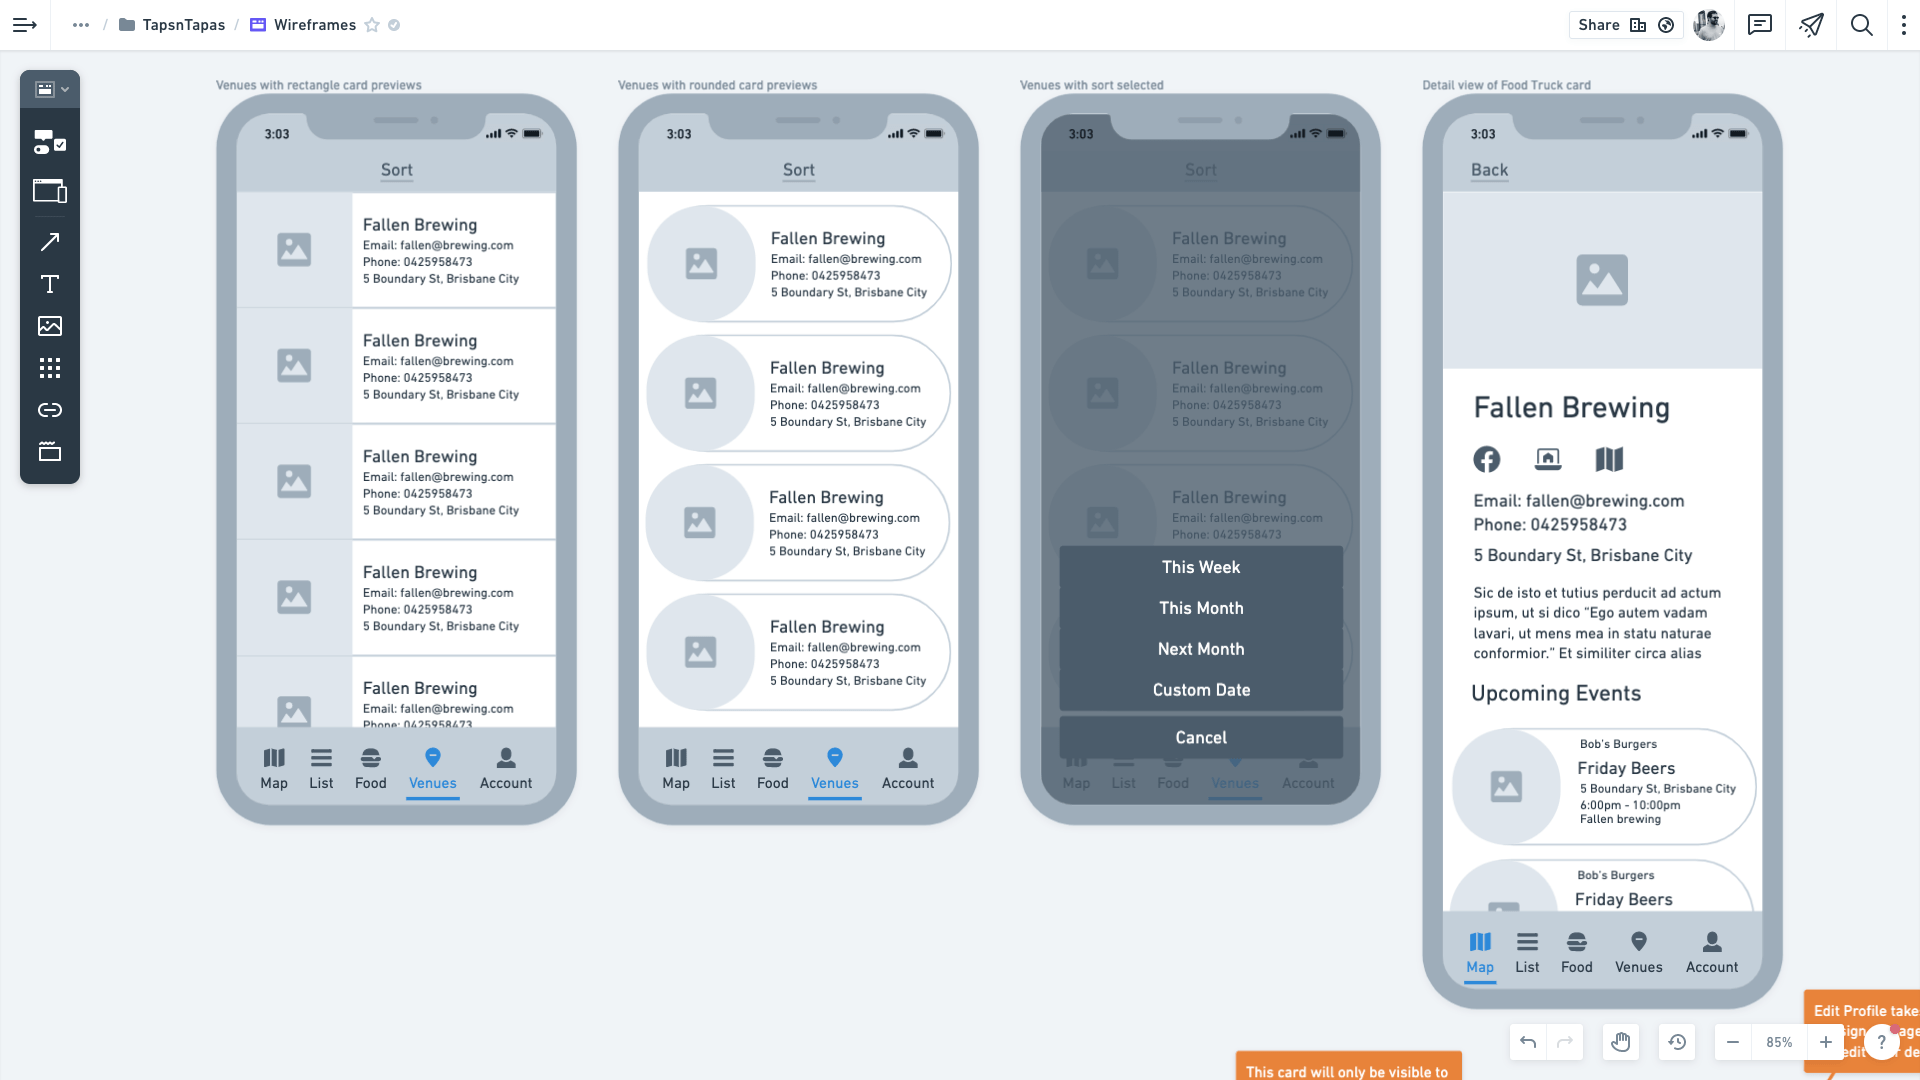 TapsnTapas / Wireframes
Share
Venues with rectangle card previews
3:03
Sort
Fallen Brewing
Email: fallen@brewing.com
Phone: 0425958473
5 Boundary St, Brisbane City
Fallen Brewing
Email: fallen@brewing.com
Phone: 0425958473
5 Boundary St, Brisbane City
Fallen Brewing
Email: fallen@brewing.com
Phone: 0425958473
5 Boundary St, Brisbane City
Fallen Brewing
Email: fallen@brewing.com
Phone: 0425958473
5 Boundary St, Brisbane City
Fallen Brewing
Email: fallen@brewing.com
Phone: 0425958473
Map List Food Venues Account
Venues with rounded card previews
3:03
Sort
Fallen Brewing
Email: fallen@brewing.com
Phone: 0425958473
5 Boundary St, Brisbane City
Fallen Brewing
Email: fallen@brewing.com
Phone: 0425958473
5 Boundary St, Brisbane City
Fallen Brewing
Email: fallen@brewing.com
Phone: 0425958473
5 Boundary St, Brisbane City
Fallen Brewing
Email: fallen@brewing.com
Phone: 0425958473
5 Boundary St, Brisbane City
Map List Food Venues Account
Venues with sort selected
3:03
Sort
Fallen Brewing
Email: fallen@brewing.com
Phone: 0425958473
5 Boundary St, Brisbane City
Fallen Brewing
Email: fallen@brewing.com
Phone: 0425958473
5 Boundary St, Brisbane City
Fallen Brewing
Email: fallen@brewing.com
Phone: 0425958473
This Week
This Month
Next Month
Custom Date
Cancel
Map List Food Venues Account
Detail view of Food Truck card
3:03
Back
Fallen Brewing
Email: fallen@brewing.com
Phone: 0425958473
5 Boundary St, Brisbane City
Sic de isto et tutius perducit ad actum
ipsum, ut si dico “Ego autem vadam
lavari, ut mens mea in statu naturae
conformior.” Et similiter circa alias
Upcoming Events
Bob's Burgers
Friday Beers
5 Boundary St, Brisbane City
6:00pm - 10:00pm
Fallen brewing
Bob's Burgers
Friday Beers
Map List Food Venues Account
Edit Profile take
This card will only be visible to
85%
?